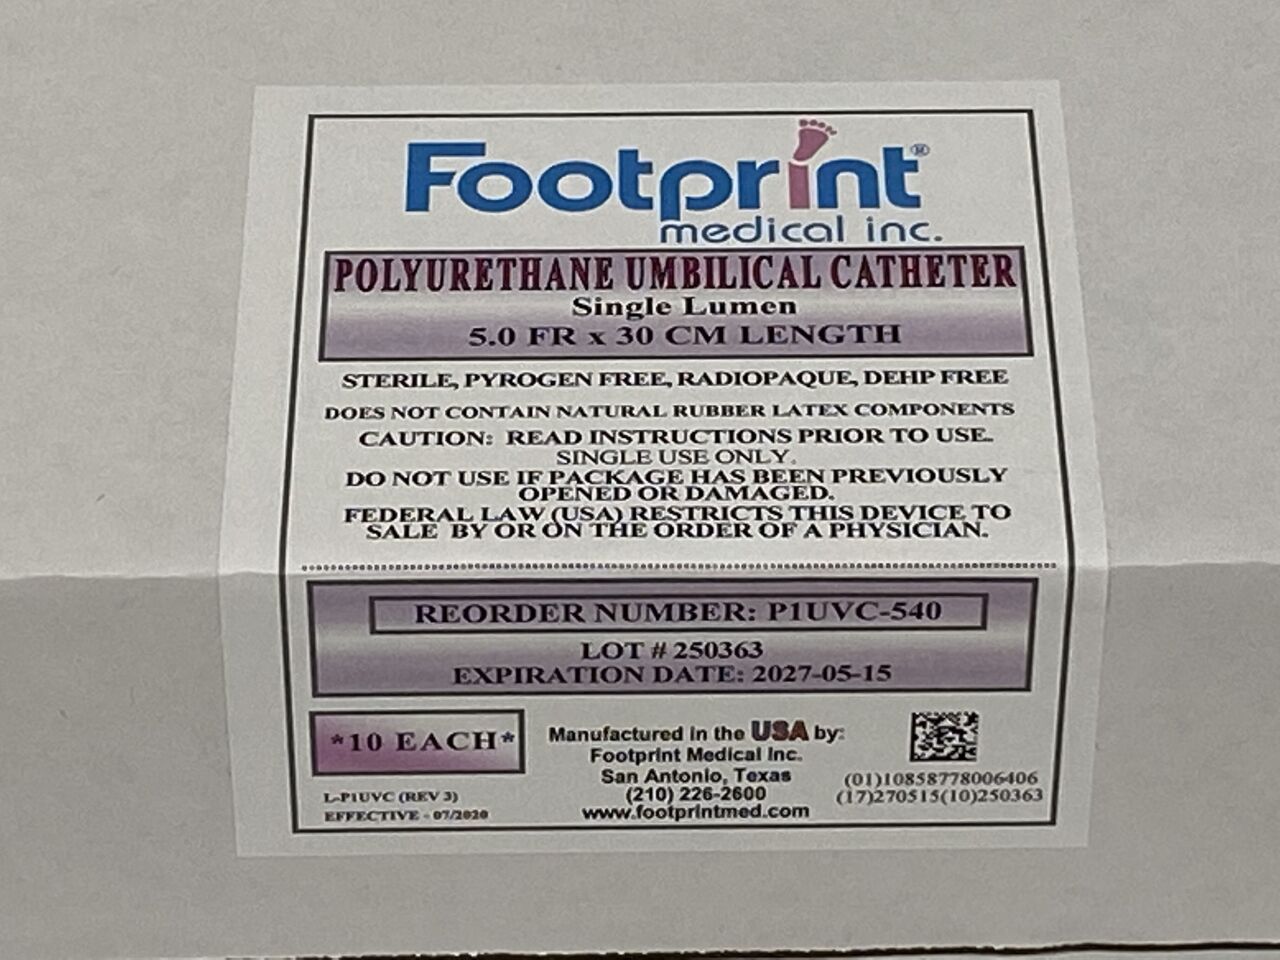 Footprint®
medical inc.
POLYURETHANE UMBILICAL CATHETER
Single Lumen
5.0 FR x 30 CM LENGTH
STERILE, PYROGEN FREE, RADIOPAQUE, DEHP FREE
DOES NOT CONTAIN NATURAL RUBBER LATEX COMPONENTS
CAUTION: READ INSTRUCTIONS PRIOR TO USE.
SINGLE USE ONLY.
DO NOT USE IF PACKAGE HAS BEEN PREVIOUSLY
OPENED OR DAMAGED.
FEDERAL LAW (USA) RESTRICTS THIS DEVICE TO
SALE BY OR ON THE ORDER OF A PHYSICIAN.
REORDER NUMBER: P1UVC-540
LOT # 250363
EXPIRATION DATE: 2027-05-15
*10 EACH*
L-P1UVC (REV 3)
EFFECTIVE - 07/2020
Manufactured in the USA by:
Footprint Medical Inc.
San Antonio, Texas
(210) 226-2600
www.footprintmed.com
(01)10858778006406
(17)270515(10)250363